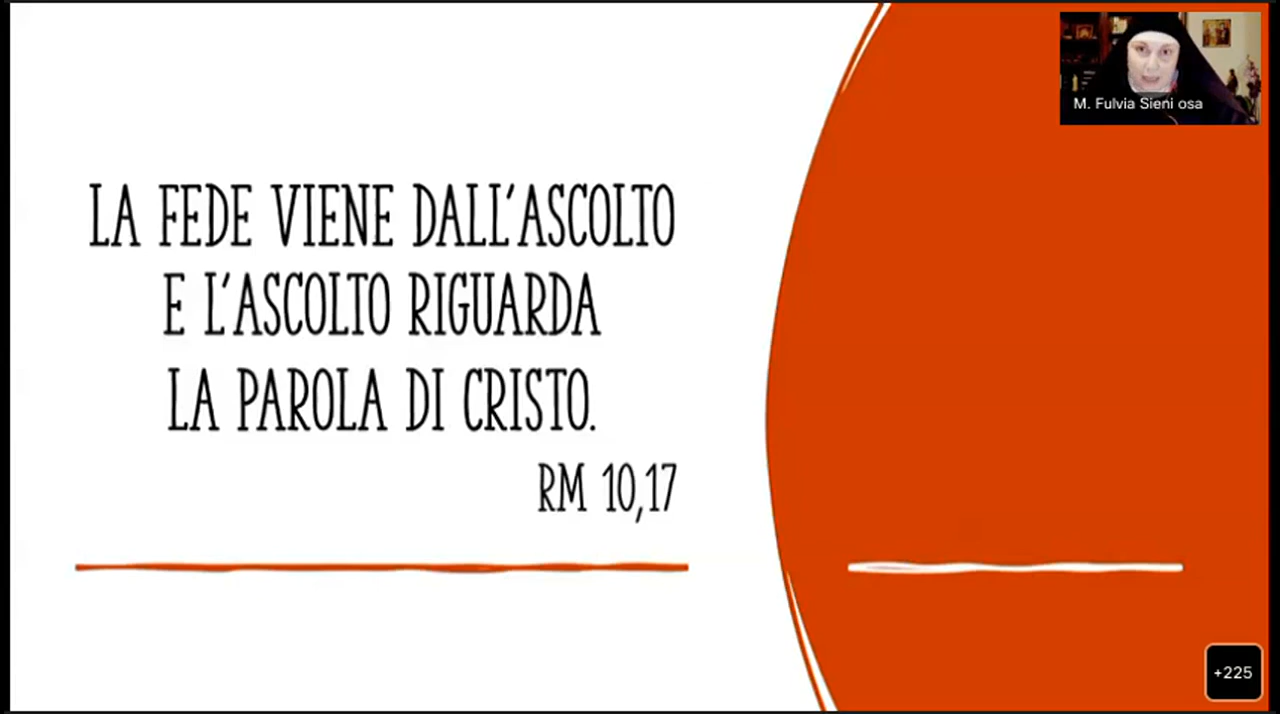 M. Fulvia Sieni osa
LA FEDE VIENE DALL'ASCOLTO
E L'ASCOLTO RIGUARDA
LA PAROLA DI CRISTO.
RM 10,17
+225